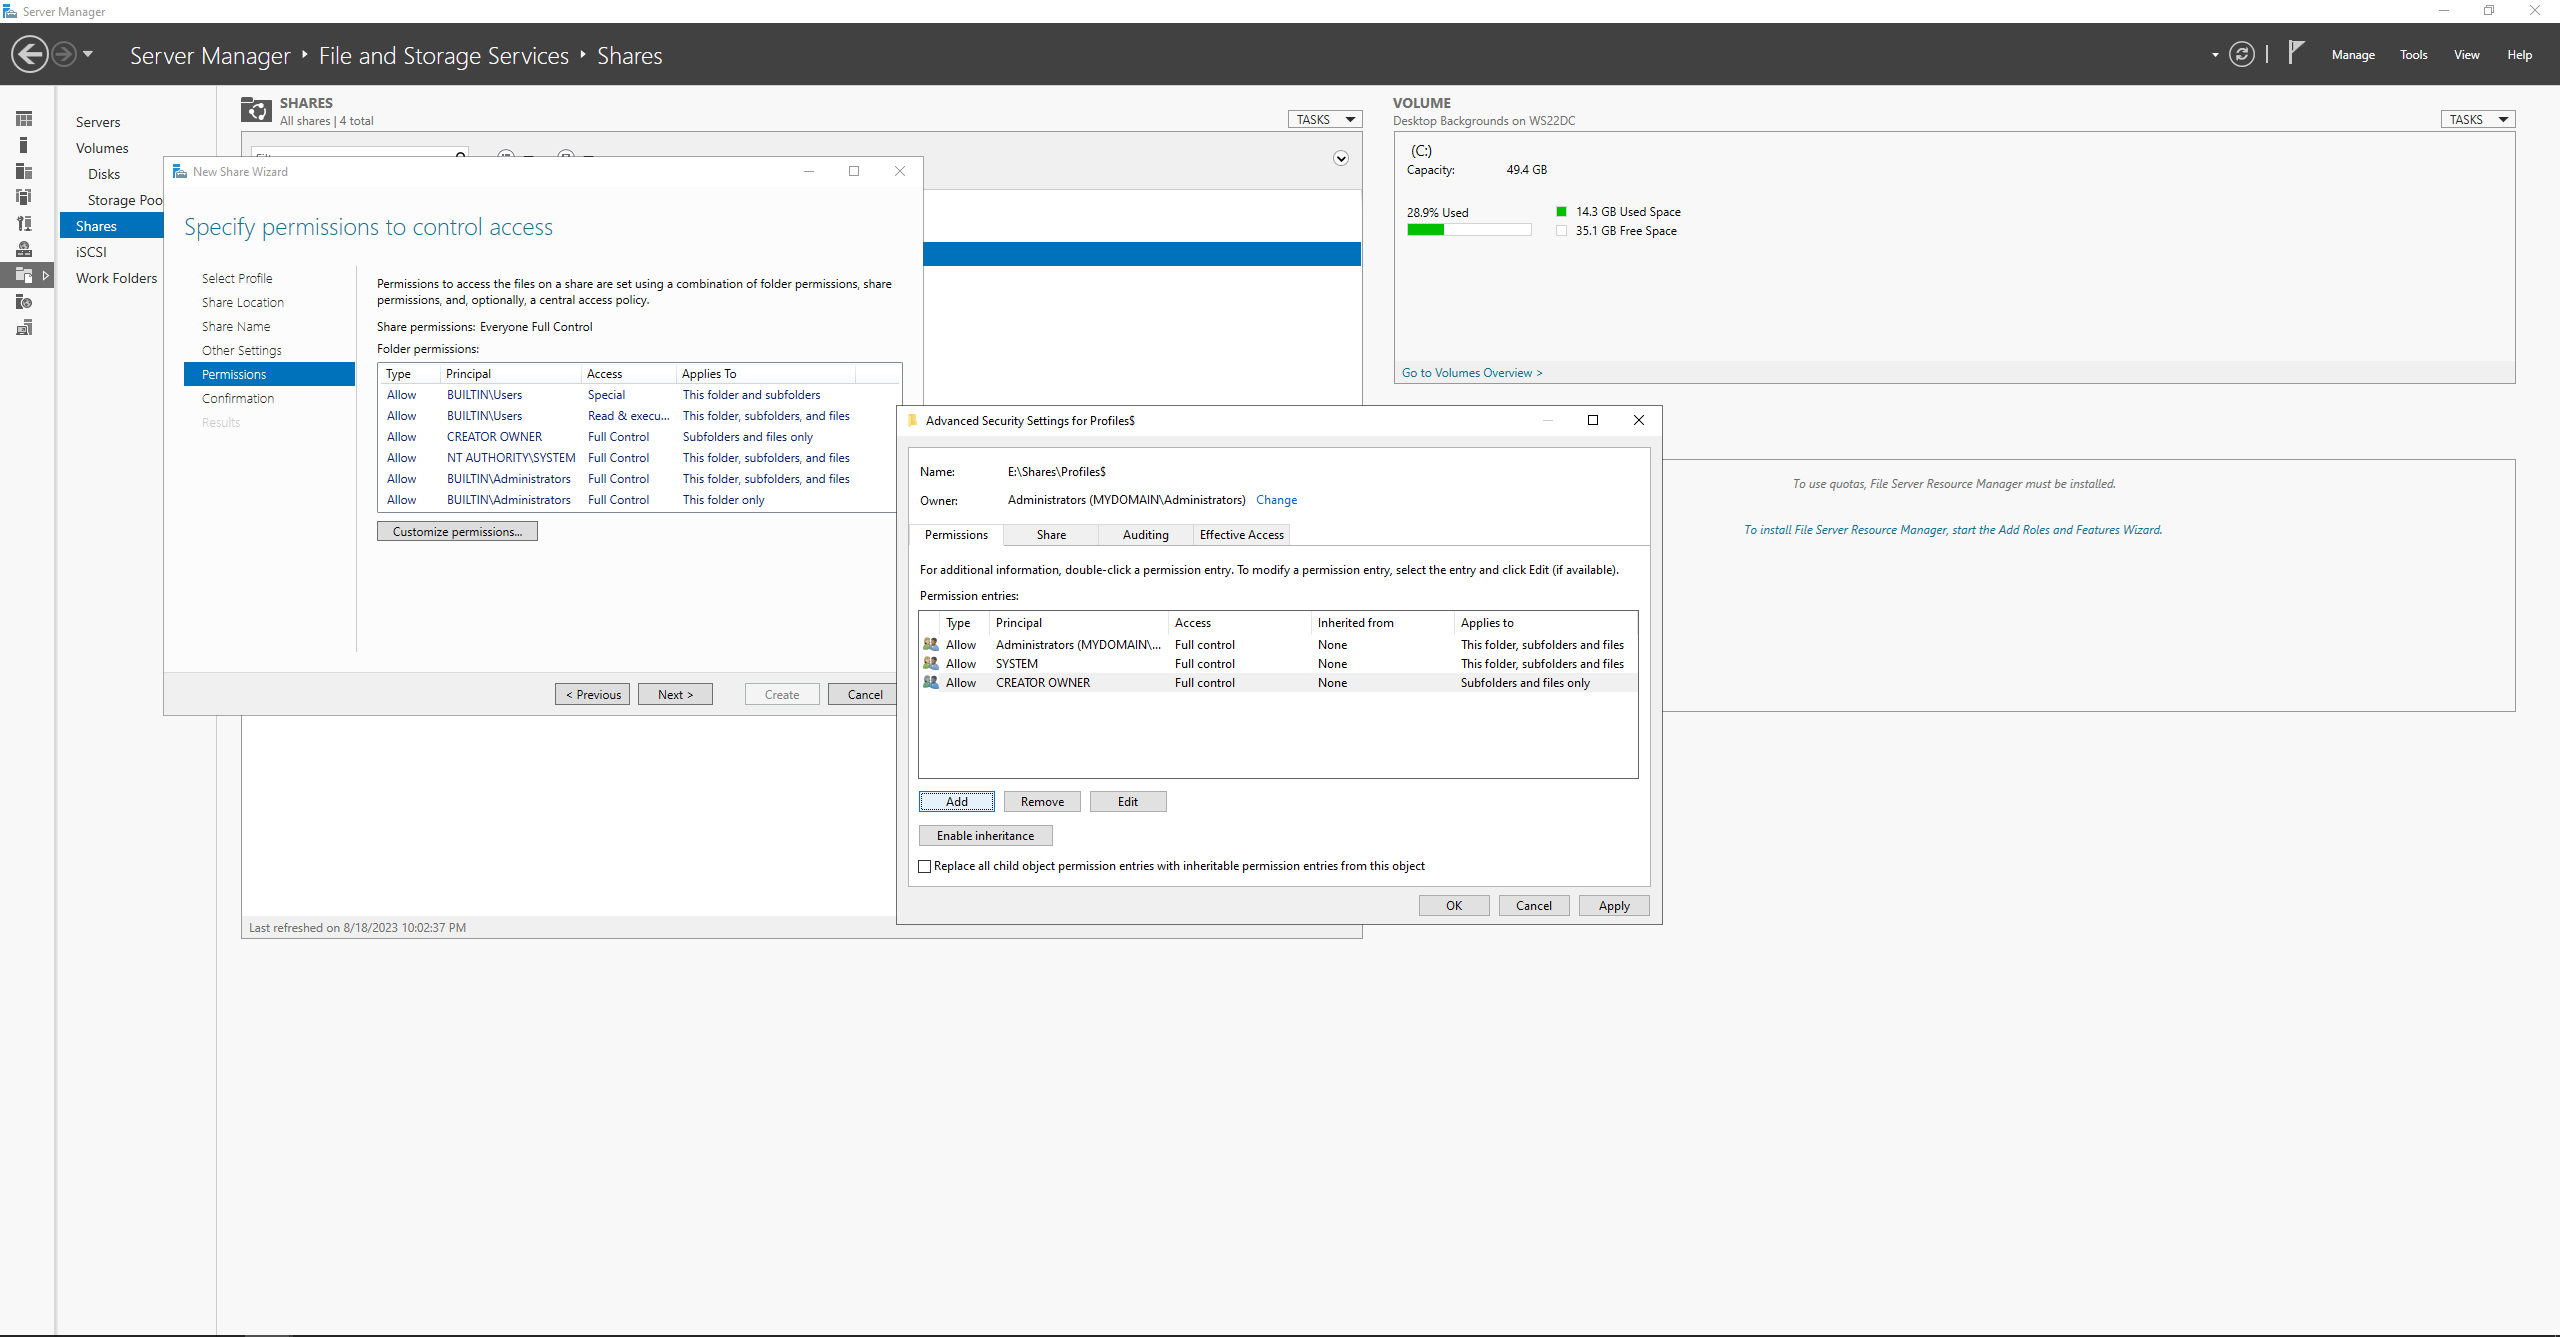 Server Manager
Server Manager ‣ File and Storage Services ‣ Shares
Manage Tools View Help
Servers
Volumes
Disks
Storage Poo
Shares
iSCSI
Work Folders
SHARES
All shares | 4 total
TASKS
New Share Wizard
Specify permissions to control access
Select Profile
Share Location
Share Name
Other Settings
Permissions
Confirmation
Results
Permissions to access the files on a share are set using a combination of folder permissions, share
permissions, and, optionally, a central access policy.
Share permissions: Everyone Full Control
Folder permissions:
Type Principal Access Applies To
Allow BUILTIN\Users Special This folder and subfolders
Allow BUILTIN\Users Read & execu... This folder, subfolders, and files
Allow CREATOR OWNER Full Control Subfolders and files only
Allow NT AUTHORITY\SYSTEM Full Control This folder, subfolders, and files
Allow BUILTIN\Administrators Full Control This folder, subfolders, and files
Allow BUILTIN\Administrators Full Control This folder only
Customize permissions...
< Previous Next > Create Cancel
Last refreshed on 8/18/2023 10:02:37 PM
VOLUME
Desktop Backgrounds on WS22DC
TASKS
(C:)
Capacity: 49.4 GB
28.9% Used
14.3 GB Used Space
35.1 GB Free Space
Go to Volumes Overview >
To use quotas, File Server Resource Manager must be installed.
To install File Server Resource Manager, start the Add Roles and Features Wizard.
Advanced Security Settings for Profiles$
Name: E:\Shares\Profiles$
Owner: Administrators (MYDOMAIN\Administrators) Change
Permissions Share Auditing Effective Access
For additional information, double-click a permission entry. To modify a permission entry, select the entry and click Edit (if available).
Permission entries:
Type Principal Access Inherited from Applies to
Allow Administrators (MYDOMAIN\... Full control None This folder, subfolders and files
Allow SYSTEM Full control None This folder, subfolders and files
Allow CREATOR OWNER Full control None Subfolders and files only
Add Remove Edit
Enable inheritance
Replace all child object permission entries with inheritable permission entries from this object
OK Cancel Apply